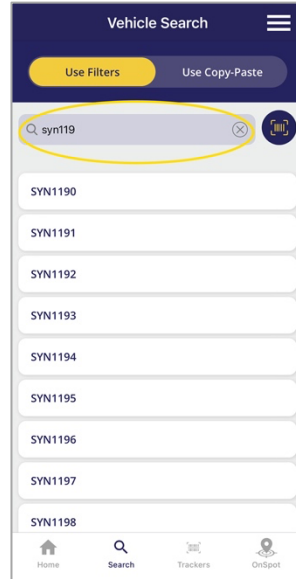 Vehicle Search
Use Filters
Use Copy-Paste
syn119
SYN1190
SYN1191
SYN1192
SYN1193
SYN1194
SYN1195
SYN1196
SYN1197
SYN1198
Home
Search
Trackers
OnSpot